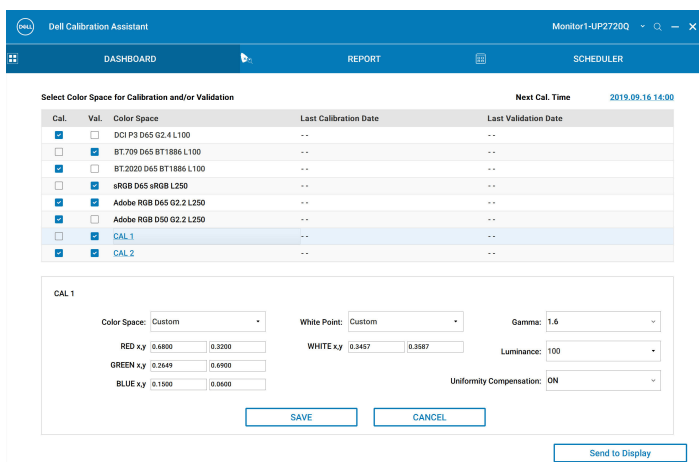 DELL Dell Calibration Assistant Monitor1-UP2720Q
DASHBOARD REPORT SCHEDULER
Select Color Space for Calibration and/or Validation Next Cal. Time 2019.09.16 14:00
Cal. Val. Color Space Last Calibration Date Last Validation Date
DCI P3 D65 G2.4 L100 -- --
BT.709 D65 BT1886 L100 -- --
BT.2020 D65 BT1886 L100 -- --
sRGB D65 sRGB L250 -- --
Adobe RGB D65 G2.2 L250 -- --
Adobe RGB D50 G2.2 L250 -- --
CAL 1 -- --
CAL 2 -- --
CAL 1
Color Space: Custom White Point: Custom Gamma: 1.6
RED x,y 0.6800 0.3200 WHITE x,y 0.3457 0.3587 Luminance: 100
GREEN x,y 0.2649 0.6900
BLUE x,y 0.1500 0.0600 Uniformity Compensation: ON
SAVE CANCEL
Send to Display